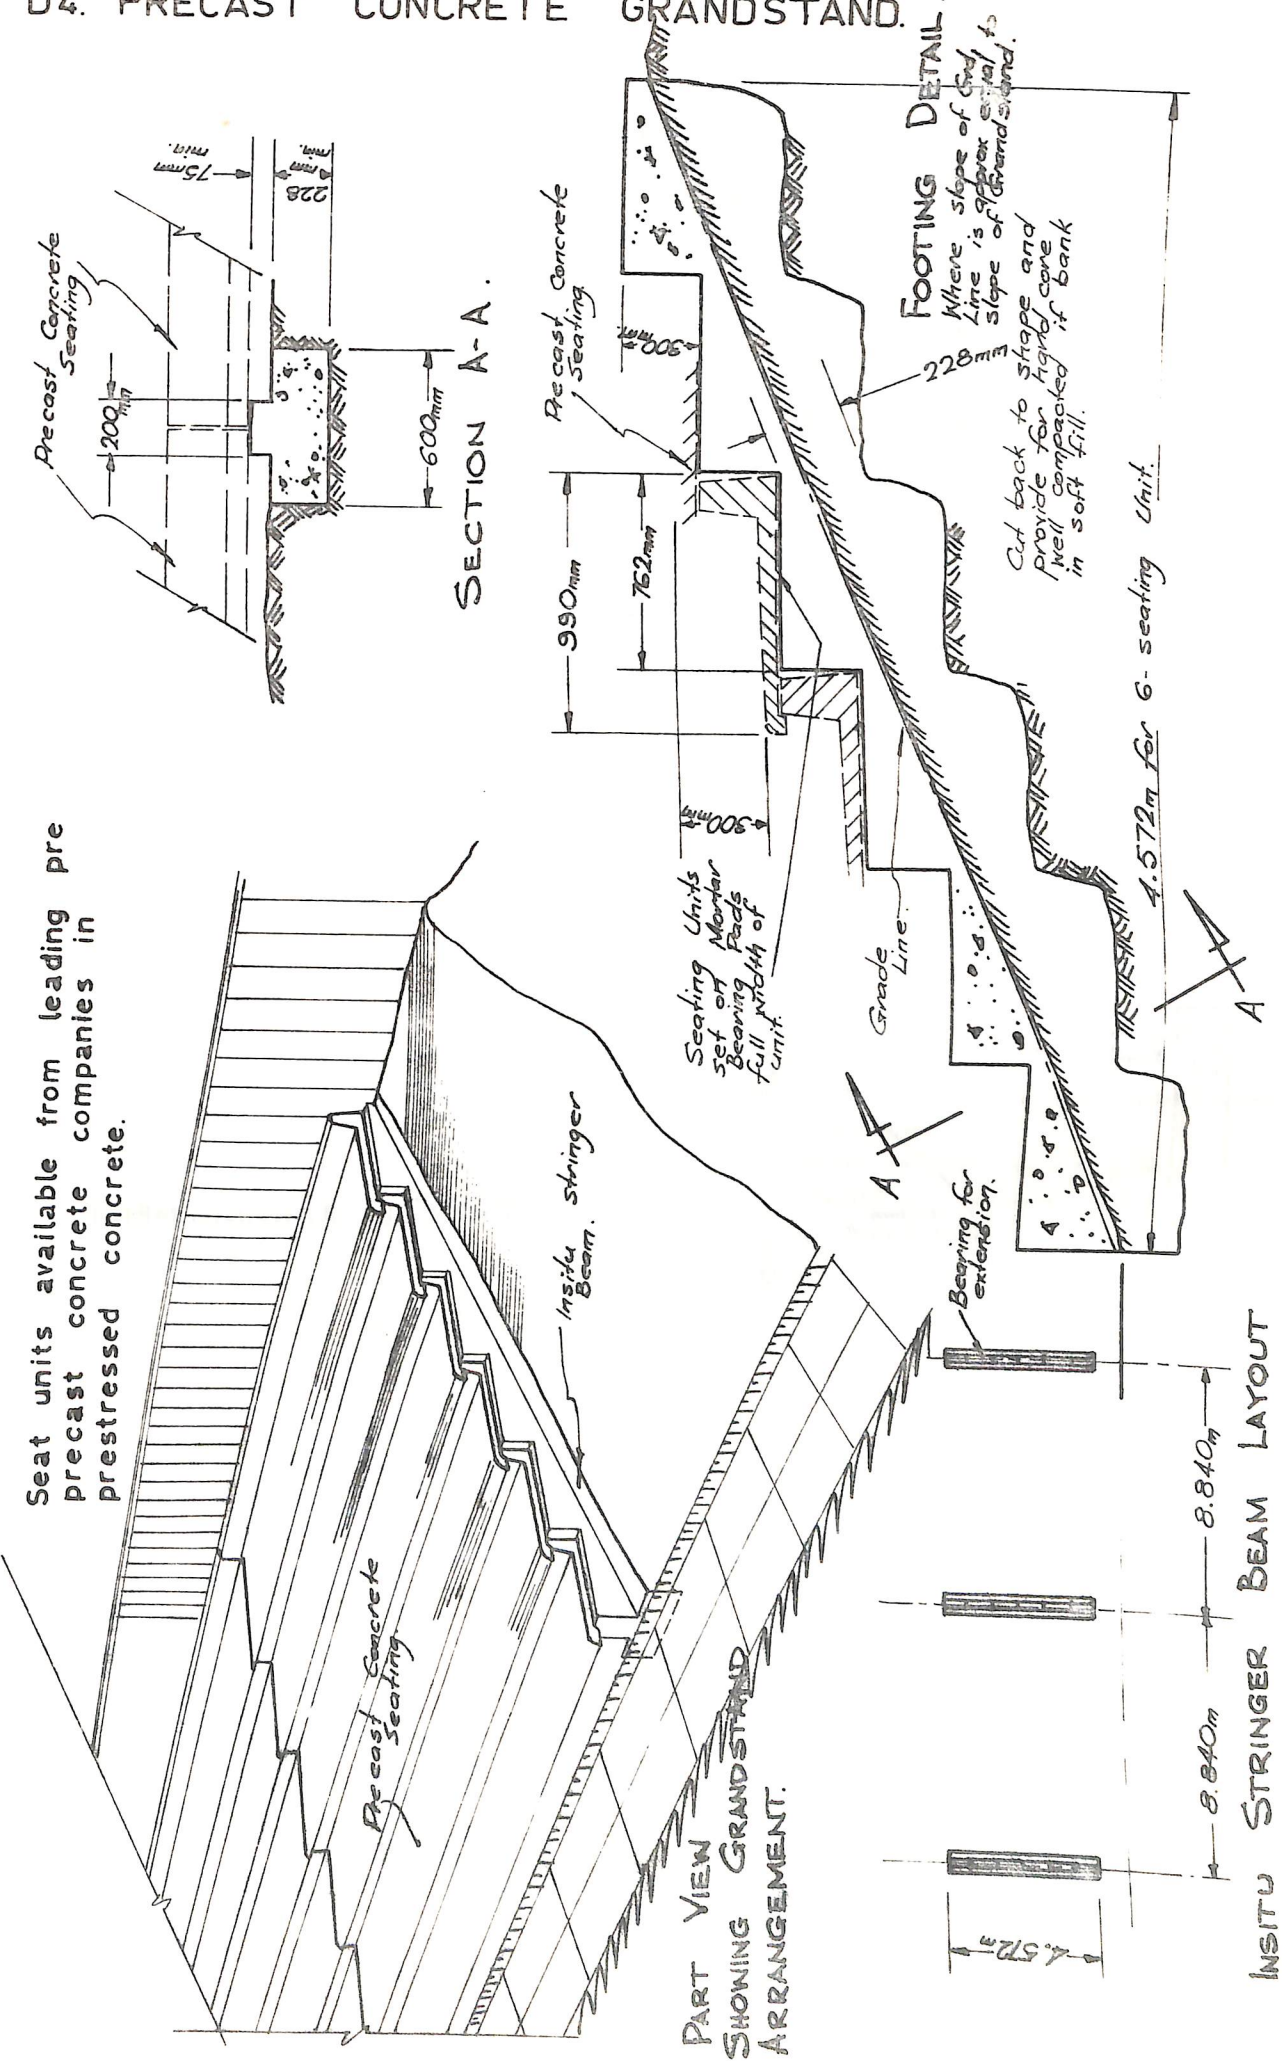 D4. PRECAST CONCRETE GRANDSTAND.
Seat units available from leading pre
precast concrete companies in
prestressed concrete.
Precast Concrete
Seating
200mm
75mm
min.
228
mm
min.
600mm
SECTION A-A.
Precast Concrete
Seating
Insitu stringer
Beam.
PART VIEW
SHOWING GRANDSTAND
ARRANGEMENT.
Precast Concrete
Seating
300mm
990mm
762mm
300mm
Seating Units
set on Mortar
Bearing Pads
full width of
unit.
Grade
Line
228mm
FOOTING DETAIL
Where slope of Grd
Line is approx equal to
slope of Grandstand.
Cut back to shape and
provide for hard core
well compacted if bank
in soft fill.
4.572m for 6-seating Unit.
A
A
Bearing for
extension.
4.572m
8.840m
8.840m
INSITU STRINGER BEAM LAYOUT